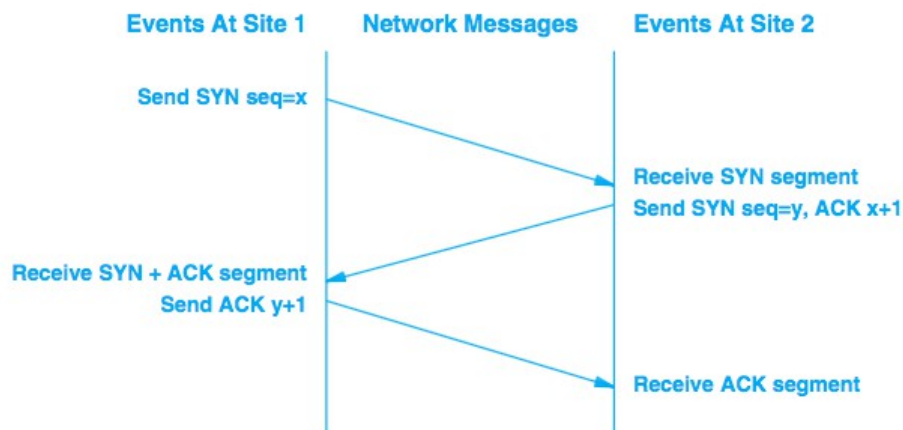 Events At Site 1 Network Messages Events At Site 2
Send SYN seq=x
Receive SYN segment
Send SYN seq=y, ACK x+1
Receive SYN + ACK segment
Send ACK y+1
Receive ACK segment